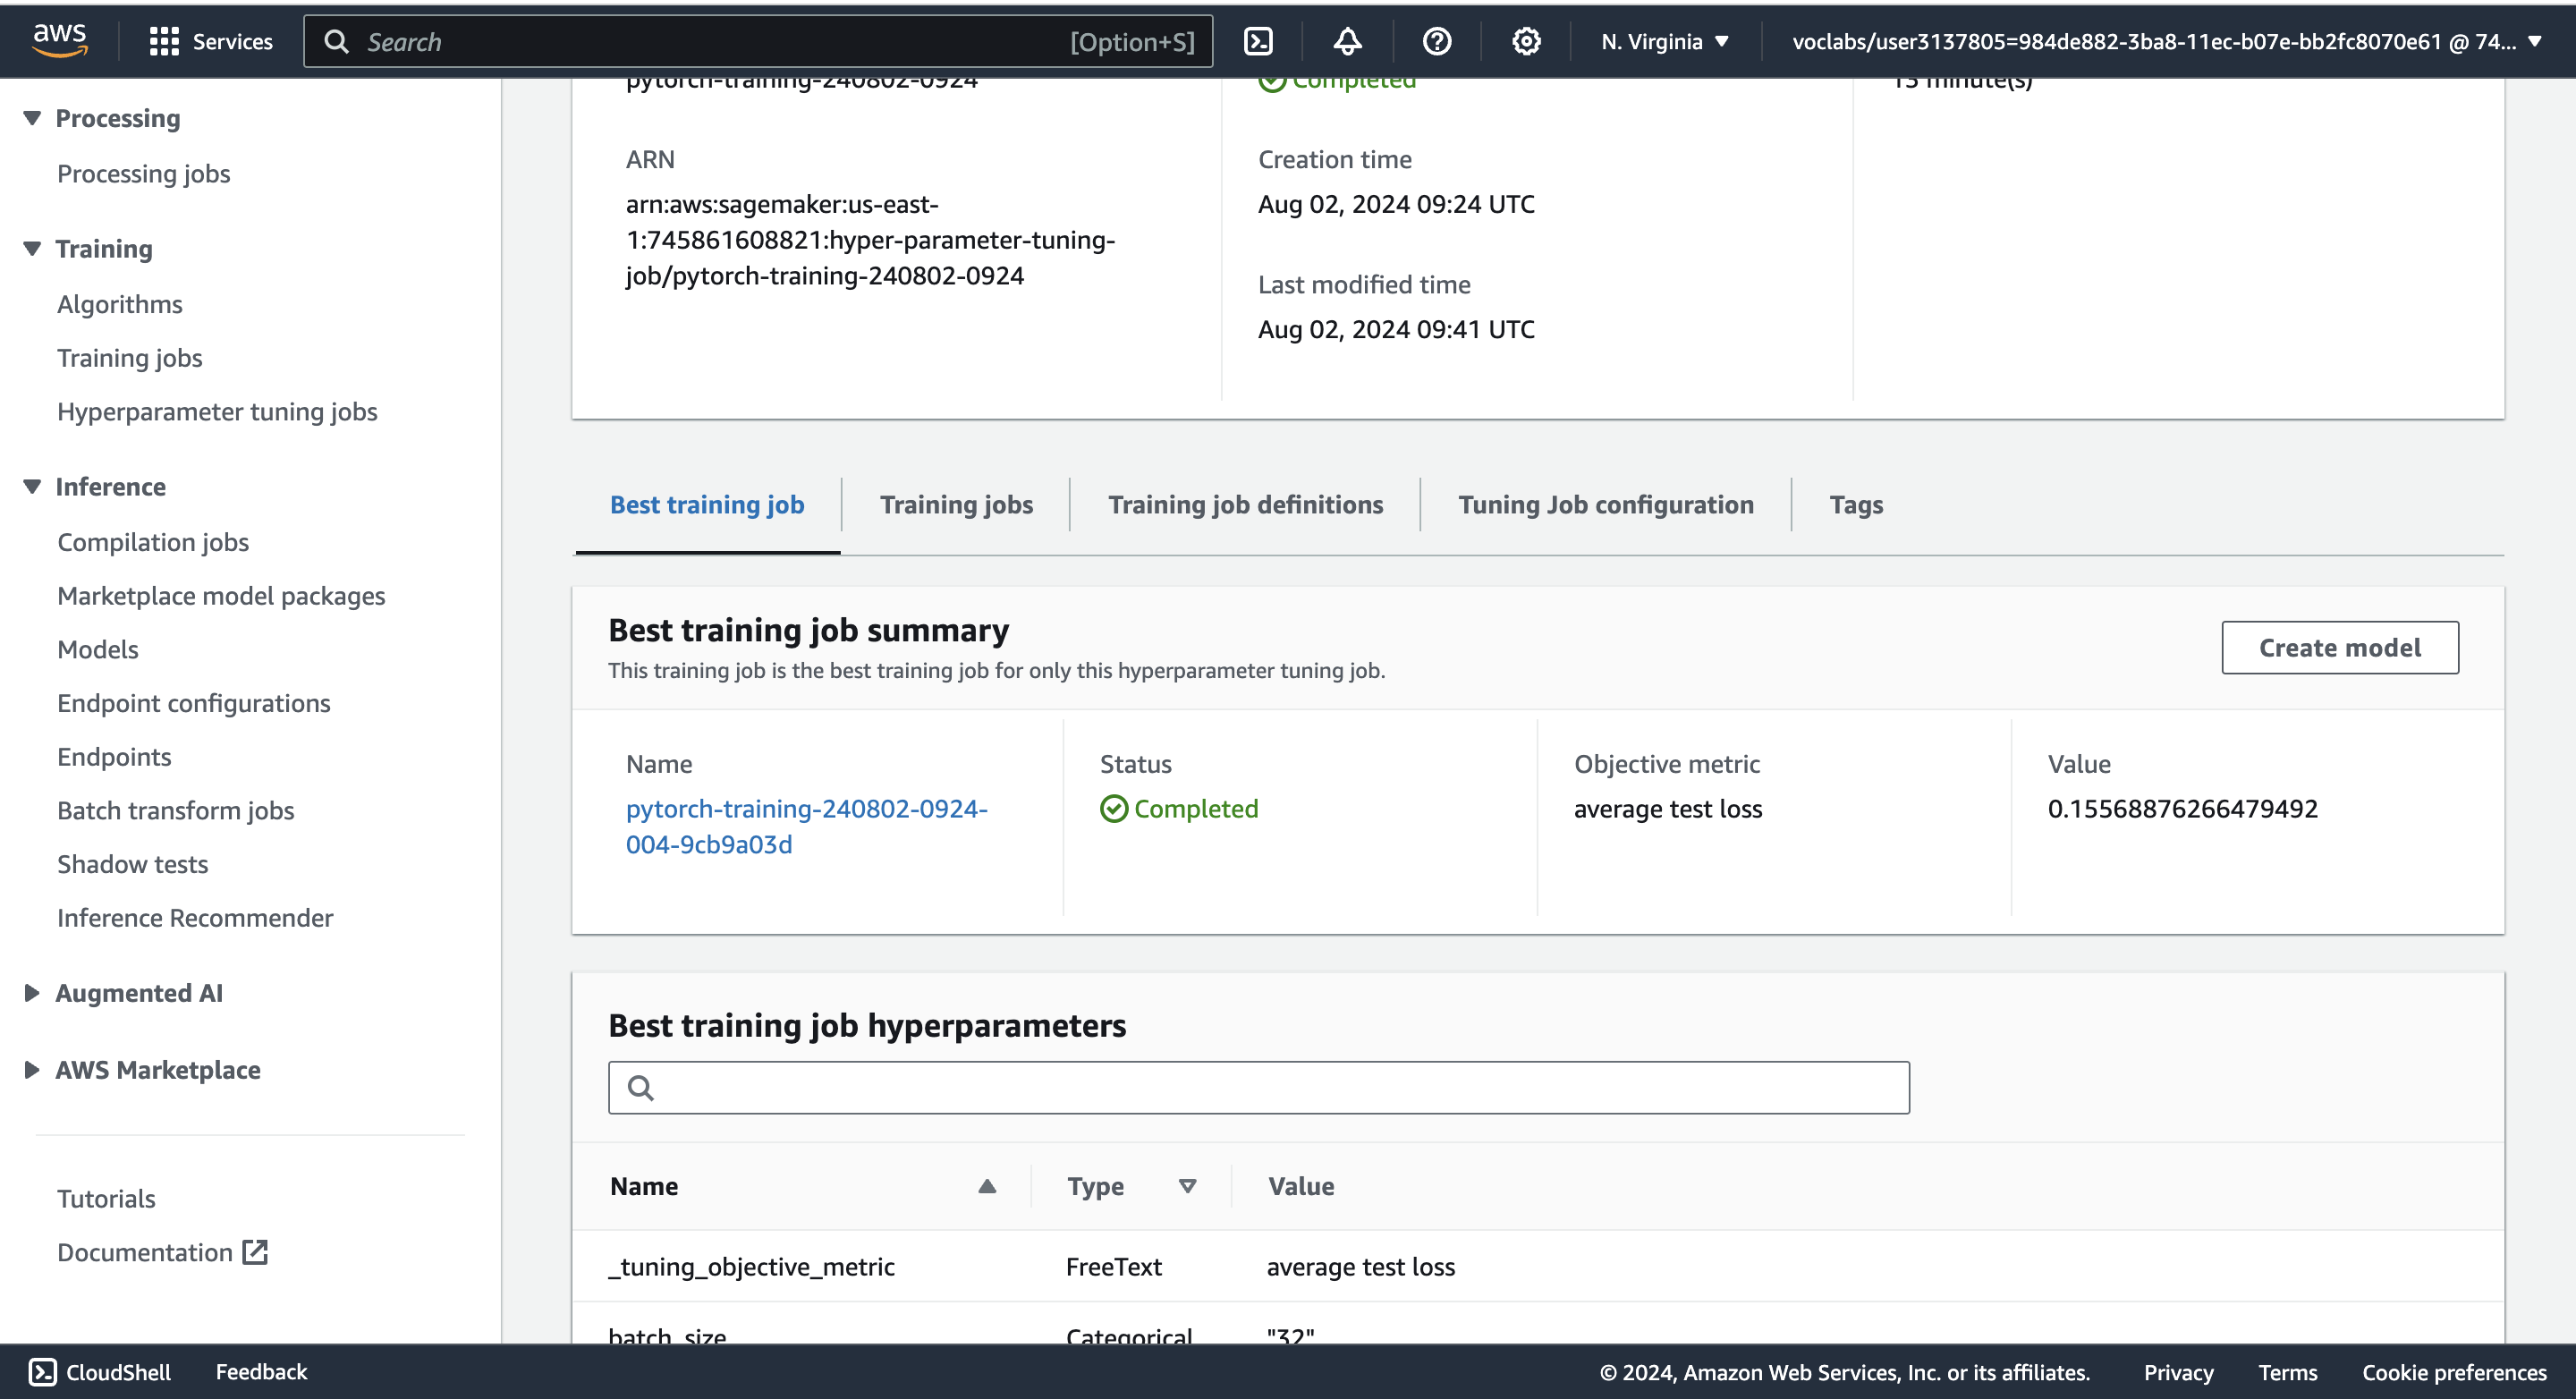 aws
Services
Search
[Option+S]
N. Virginia
voclabs/user3137805=984de882-3ba8-11ec-b07e-bb2fc8070e61 @ 74...
Processing
Processing jobs
Training
Algorithms
Training jobs
Hyperparameter tuning jobs
Inference
Compilation jobs
Marketplace model packages
Models
Endpoint configurations
Endpoints
Batch transform jobs
Shadow tests
Inference Recommender
Augmented AI
AWS Marketplace
Tutorials
Documentation
pytorch-training-240802-0924
Completed
13 minute(s)
ARN
arn:aws:sagemaker:us-east-
1:745861608821:hyper-parameter-tuning-
job/pytorch-training-240802-0924
Creation time
Aug 02, 2024 09:24 UTC
Last modified time
Aug 02, 2024 09:41 UTC
Best training job
Training jobs
Training job definitions
Tuning Job configuration
Tags
Best training job summary
This training job is the best training job for only this hyperparameter tuning job.
Create model
Name
pytorch-training-240802-0924-
004-9cb9a03d
Status
Completed
Objective metric
average test loss
Value
0.15568876266479492
Best training job hyperparameters
Name
Type
Value
_tuning_objective_metric
FreeText
average test loss
batch_size
Categorical
"32"
CloudShell
Feedback
© 2024, Amazon Web Services, Inc. or its affiliates.
Privacy
Terms
Cookie preferences